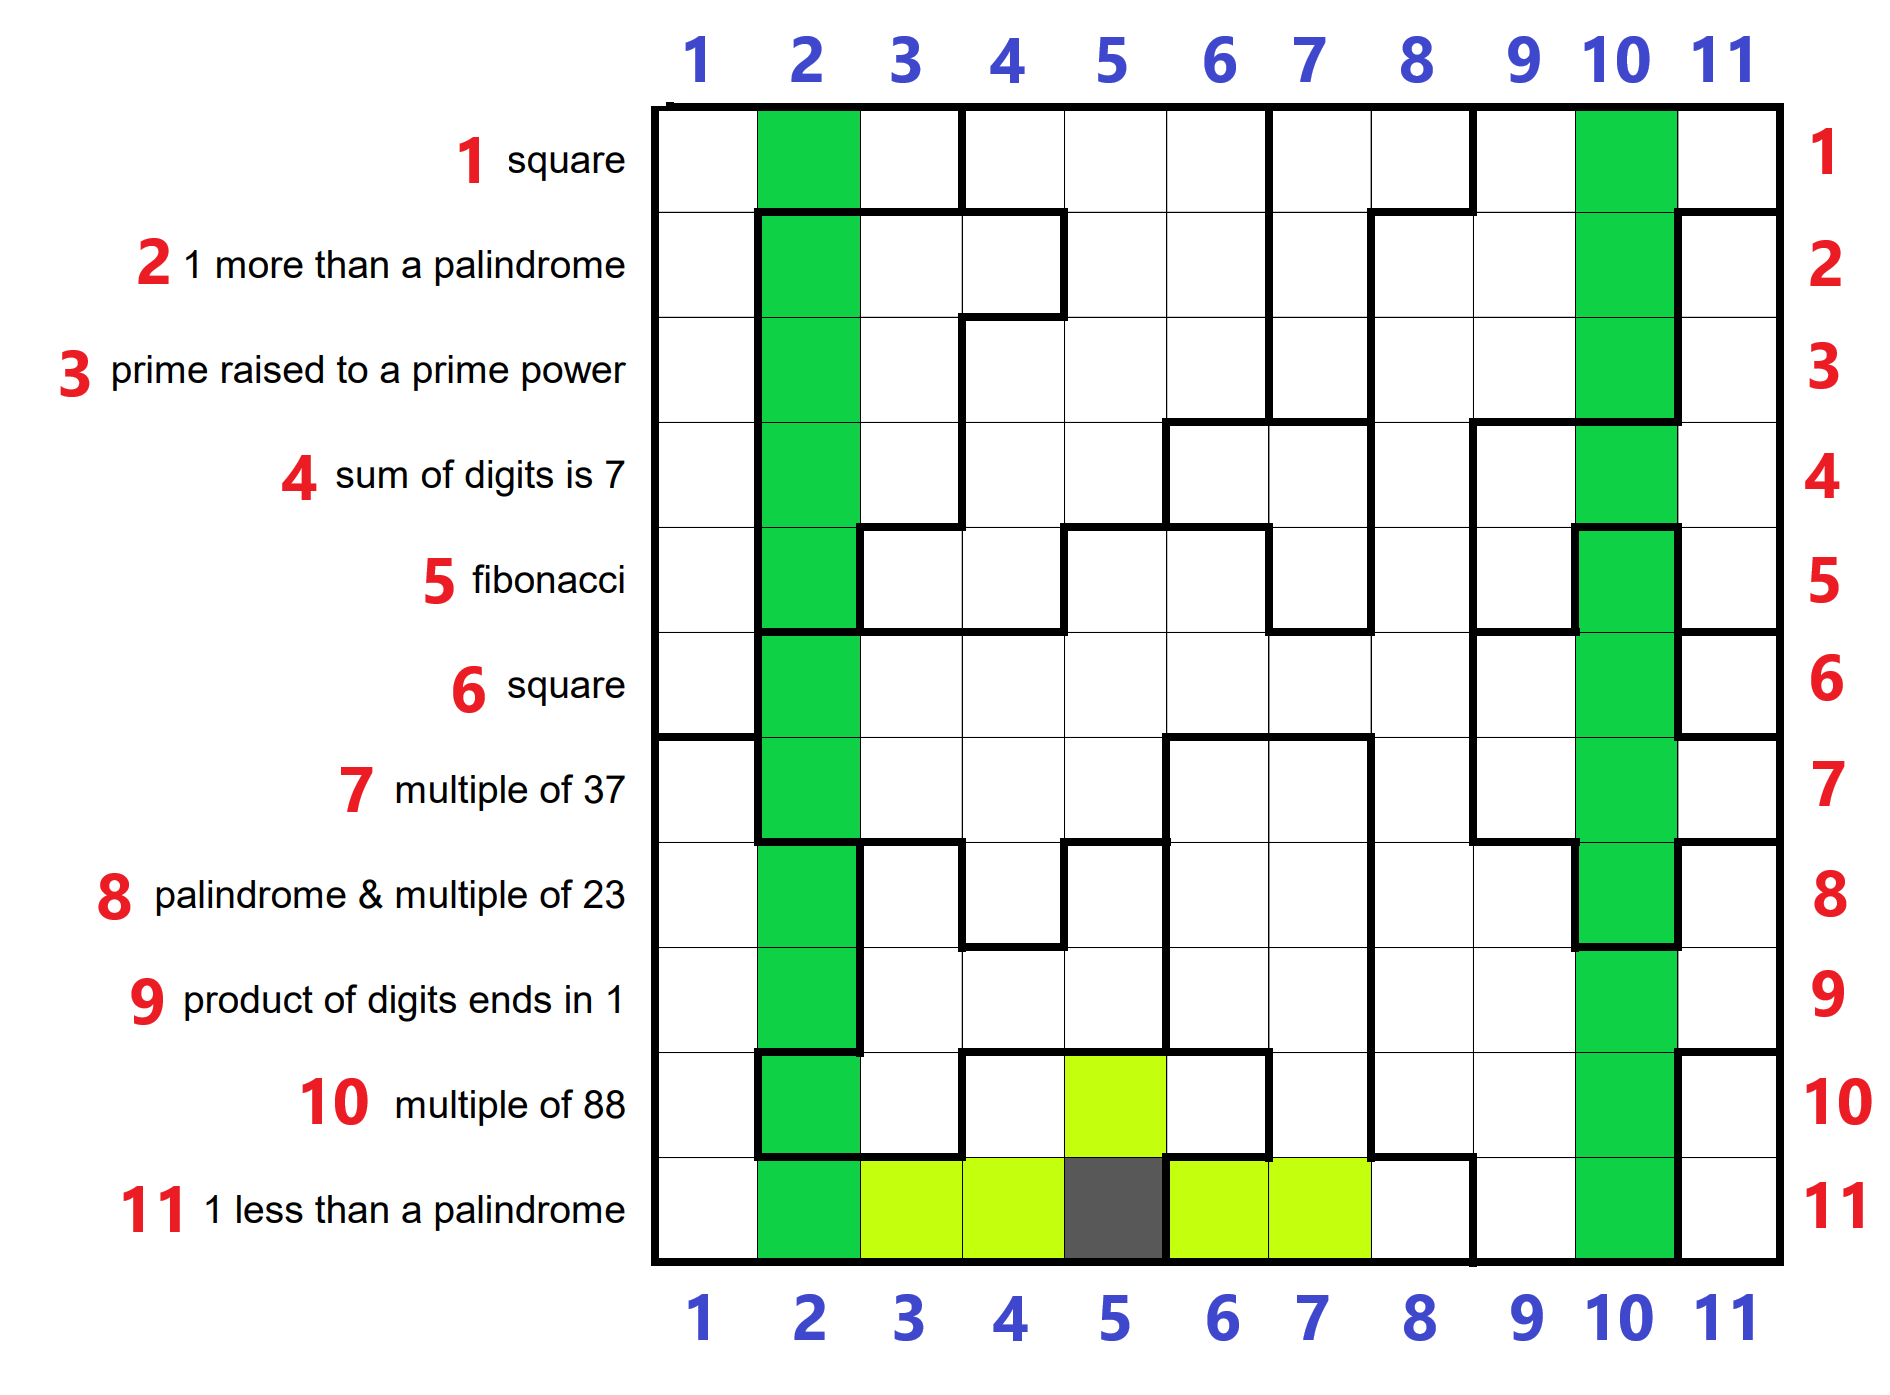 1 2 3 4 5 6 7 8 9 10 11
1 square 1
2 1 more than a palindrome 2
3 prime raised to a prime power 3
4 sum of digits is 7 4
5 fibonacci 5
6 square 6
7 multiple of 37 7
8 palindrome & multiple of 23 8
9 product of digits ends in 1 9
10 multiple of 88 10
11 1 less than a palindrome 11
1 2 3 4 5 6 7 8 9 10 11